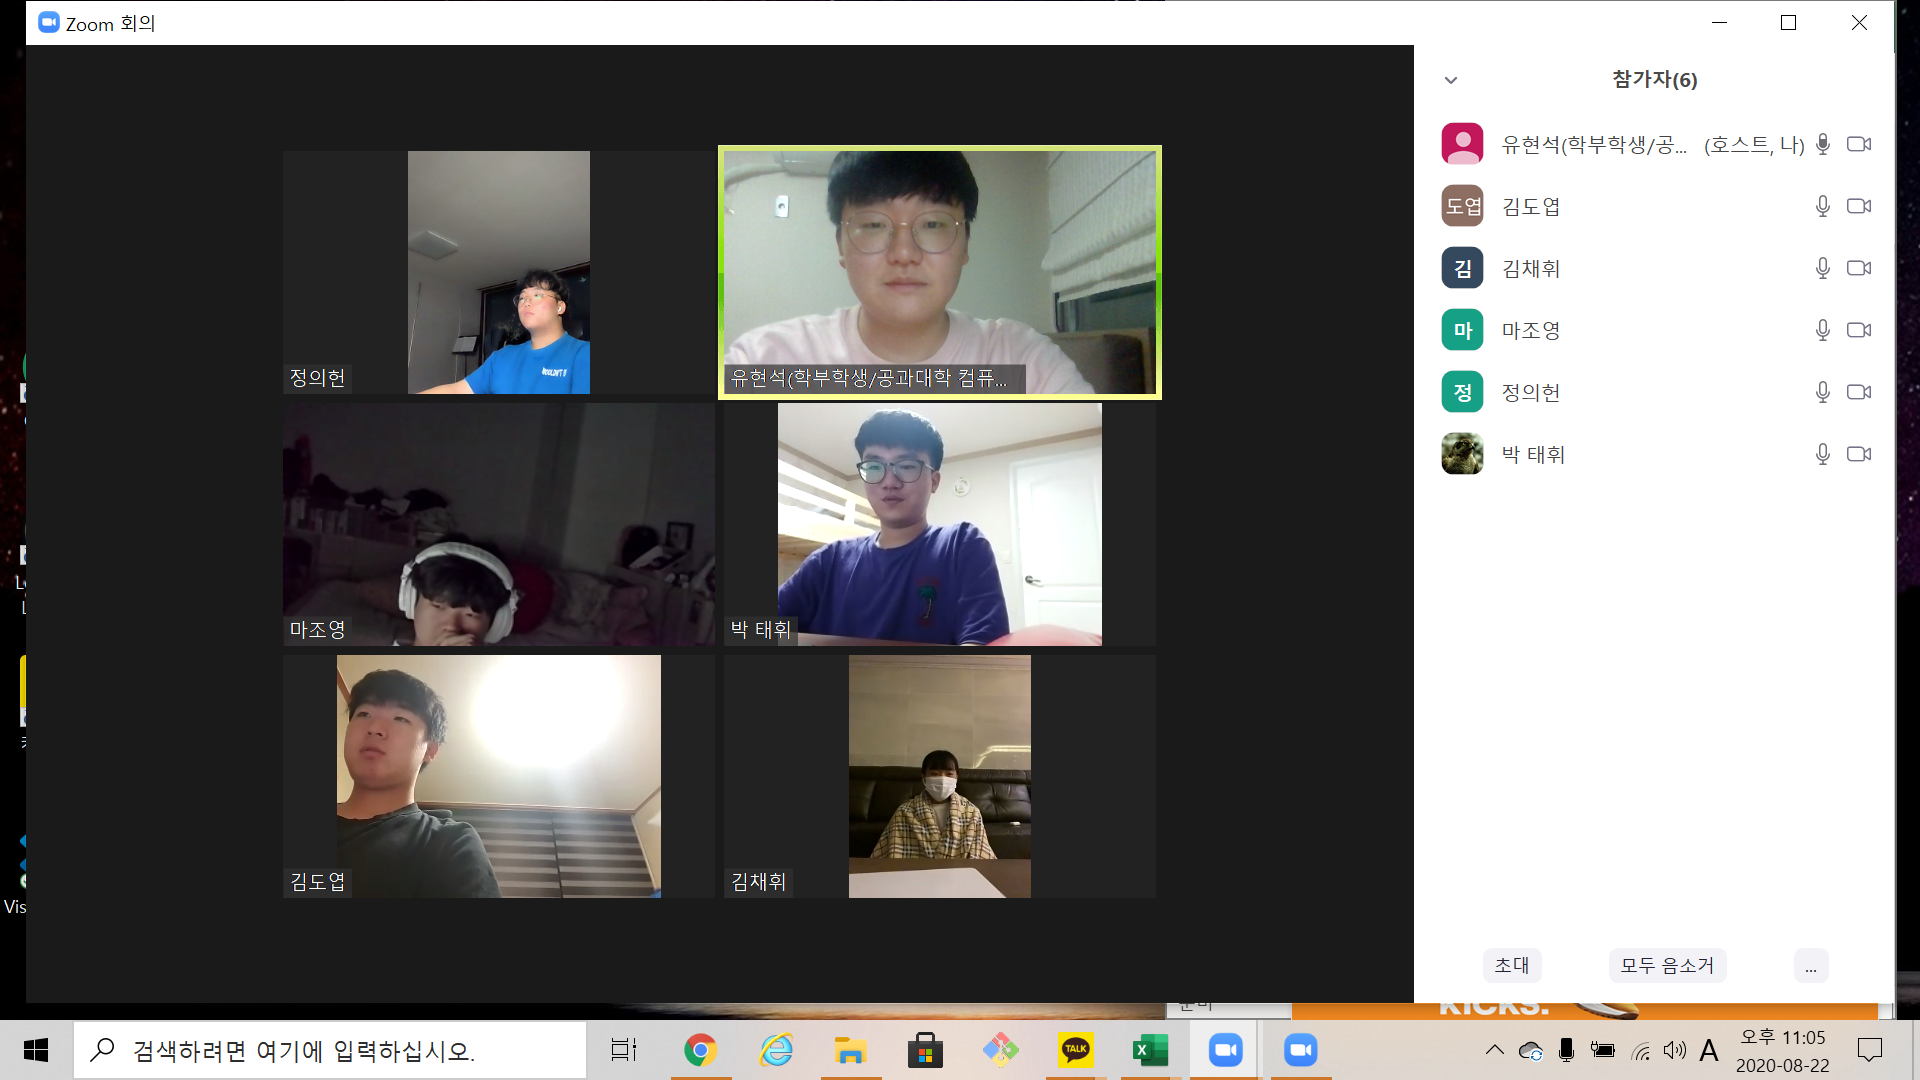 Zoom 회의
참가자(6)
유현석(학부학생/공... (호스트, 나)
도엽 김도엽
김 김채휘
마 마조영
정 정의헌
박 태휘
정의헌
유현석(학부학생/공과대학 컴퓨...
마조영
박 태휘
김도엽
김채휘
초대
모두 음소거
...
Vis
KICKS.
검색하려면 여기에 입력하십시오.
TALK
A
오후 11:05
2020-08-22